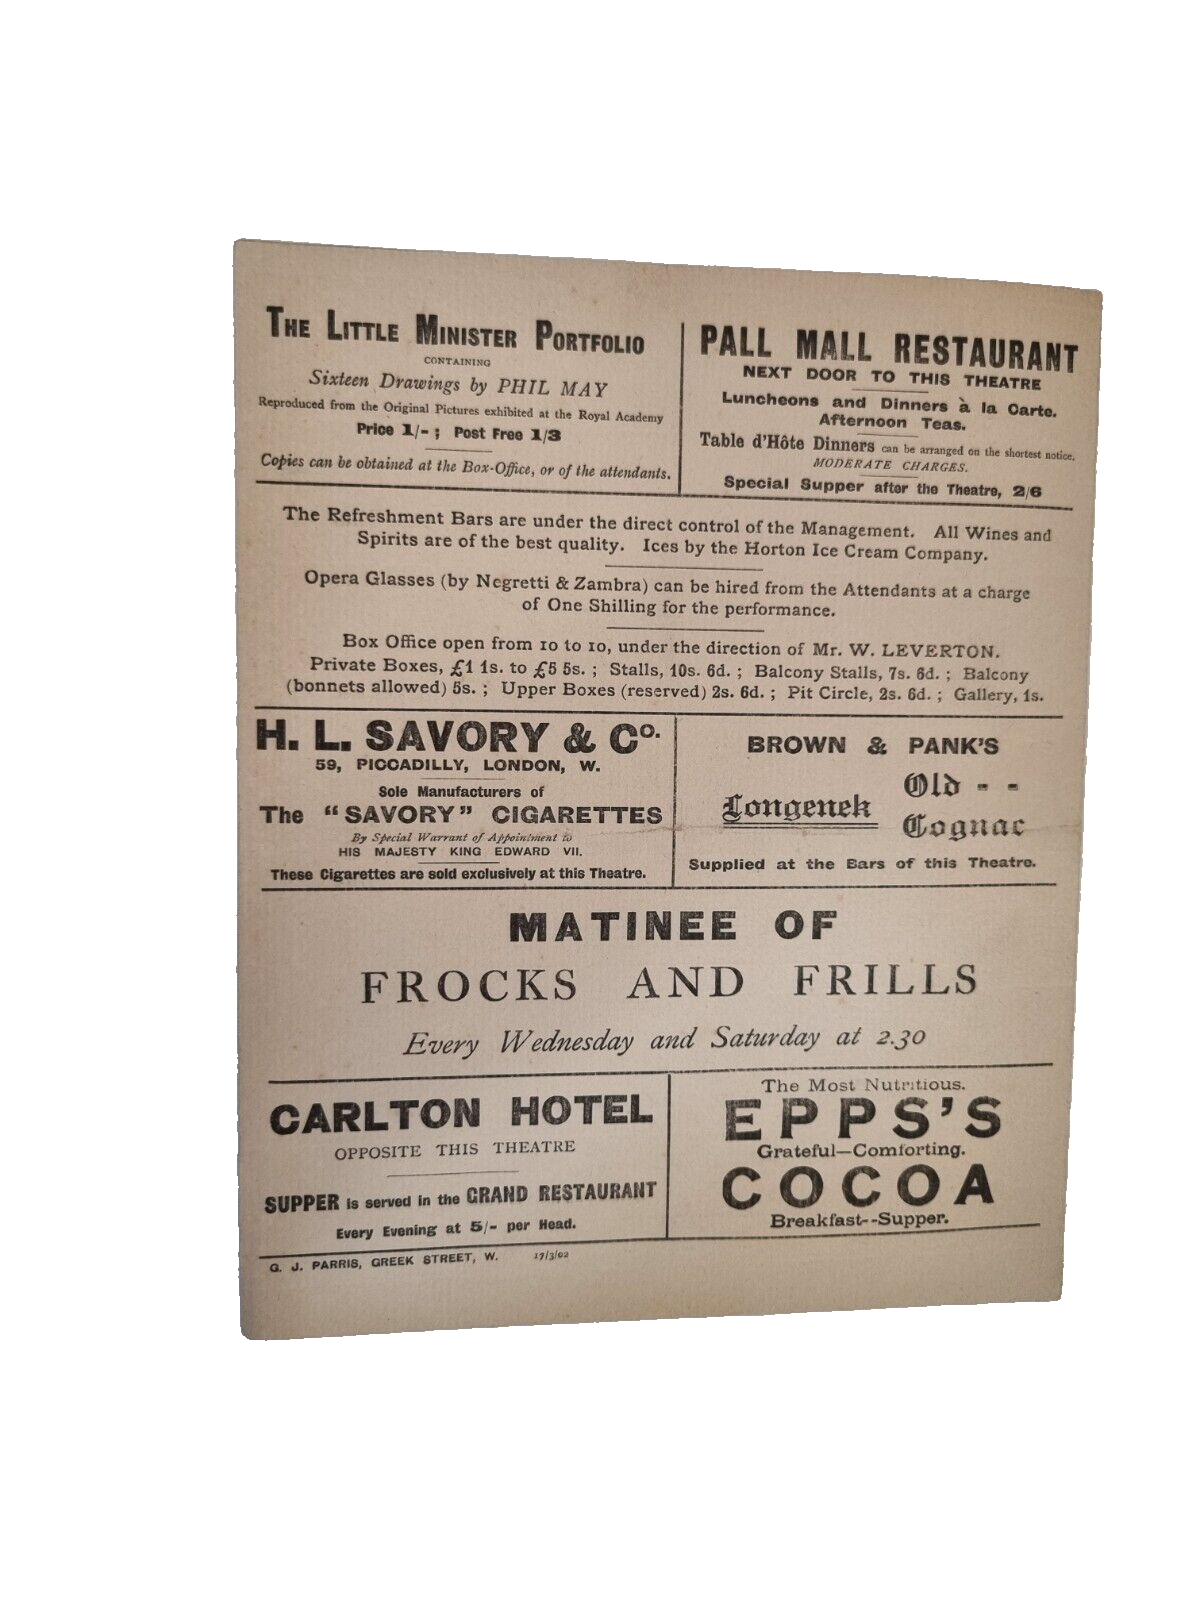 THE LITTLE MINISTER PORTFOLIO
CONTAINING
Sixteen Drawings by PHIL MAY
Reproduced from the Original Pictures exhibited at the Royal Academy
Price 1/- ; Post Free 1/3
Copies can be obtained at the Box-Office, or of the attendants.
PALL MALL RESTAURANT
NEXT DOOR TO THIS THEATRE
Luncheons and Dinners à la Carte.
Afternoon Teas.
Table d'Hôte Dinners can be arranged on the shortest notice.
MODERATE CHARGES.
Special Supper after the Theatre, 2/6
The Refreshment Bars are under the direct control of the Management. All Wines and
Spirits are of the best quality. Ices by the Horton Ice Cream Company.
Opera Glasses (by Negretti & Zambra) can be hired from the Attendants at a charge
of One Shilling for the performance.
Box Office open from 10 to 10, under the direction of Mr. W. LEVERTON.
Private Boxes, £1 1s. to £5 5s. ; Stalls, 10s. 6d. ; Balcony Stalls, 7s. 6d. ; Balcony
(bonnets allowed) 5s. ; Upper Boxes (reserved) 2s. 6d. ; Pit Circle, 2s. 6d. ; Gallery, 1s.
H. L. SAVORY & Co.
59, PICCADILLY, LONDON, W.
Sole Manufacturers of
The "SAVORY" CIGARETTES
By Special Warrant of Appointment to
HIS MAJESTY KING EDWARD VII.
These Cigarettes are sold exclusively at this Theatre.
BROWN & PANK'S
Longenek Old - -
Cognac
Supplied at the Bars of this Theatre.
MATINEE OF
FROCKS AND FRILLS
Every Wednesday and Saturday at 2.30
CARLTON HOTEL
OPPOSITE THIS THEATRE
SUPPER is served in the GRAND RESTAURANT
Every Evening at 5/- per Head.
The Most Nutritious.
EPPS'S
Grateful—Comforting.
COCOA
Breakfast--Supper.
G. J. PARRIS, GREEK STREET, W. 17/3/02